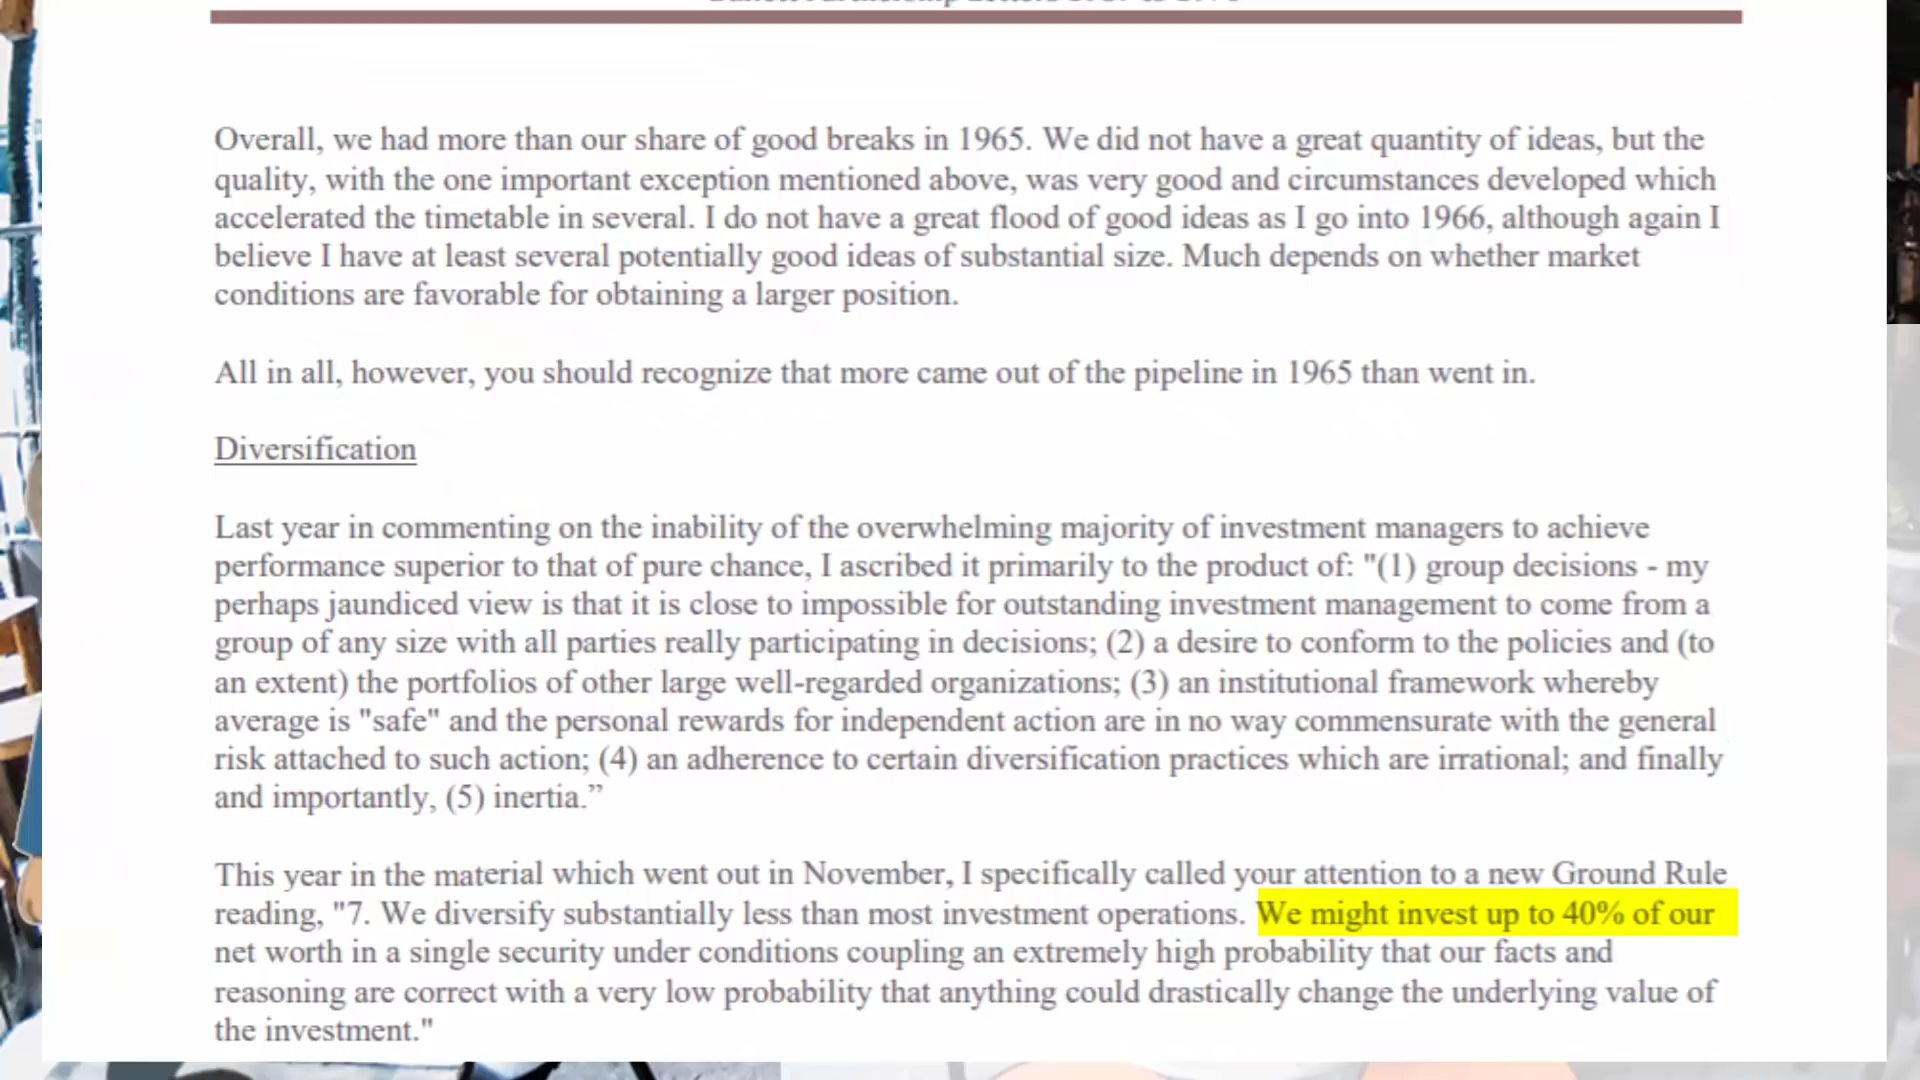 Overall, we had more than our share of good breaks in 1965. We did not have a great quantity of ideas, but the
quality, with the one important exception mentioned above, was very good and circumstances developed which
accelerated the timetable in several. I do not have a great flood of good ideas as I go into 1966, although again I
believe I have at least several potentially good ideas of substantial size. Much depends on whether market
conditions are favorable for obtaining a larger position.
All in all, however, you should recognize that more came out of the pipeline in 1965 than went in.
Diversification
Last year in commenting on the inability of the overwhelming majority of investment managers to achieve
performance superior to that of pure chance, I ascribed it primarily to the product of: "(1) group decisions - my
perhaps jaundiced view is that it is close to impossible for outstanding investment management to come from a
group of any size with all parties really participating in decisions; (2) a desire to conform to the policies and (to
an extent) the portfolios of other large well-regarded organizations; (3) an institutional framework whereby
average is "safe" and the personal rewards for independent action are in no way commensurate with the general
risk attached to such action; (4) an adherence to certain diversification practices which are irrational; and finally
and importantly, (5) inertia.”
This year in the material which went out in November, I specifically called your attention to a new Ground Rule
reading, "7. We diversify substantially less than most investment operations. We might invest up to 40% of our
net worth in a single security under conditions coupling an extremely high probability that our facts and
reasoning are correct with a very low probability that anything could drastically change the underlying value of
the investment."